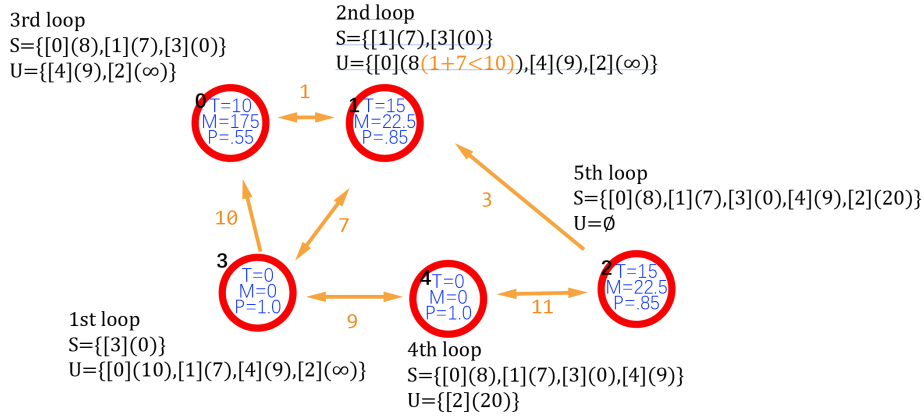 3rd loop
S={[0](8),[1](7),[3](0)}
U={[4](9),[2](∞)}
2nd loop
S={[1](7),[3](0)}
U={[0](8(1+7<10)),[4](9),[2](∞)}
0
T=10
M=175
P=.55
1
1
T=15
M=22.5
P=.85
5th loop
S={[0](8),[1](7),[3](0),[4](9),[2](20)}
U=∅
10
7
3
3
T=0
M=0
P=1.0
9
4
T=0
M=0
P=1.0
11
2
T=15
M=22.5
P=.85
1st loop
S={[3](0)}
U={[0](10),[1](7),[4](9),[2](∞)}
4th loop
S={[0](8),[1](7),[3](0),[4](9)}
U={[2](20)}